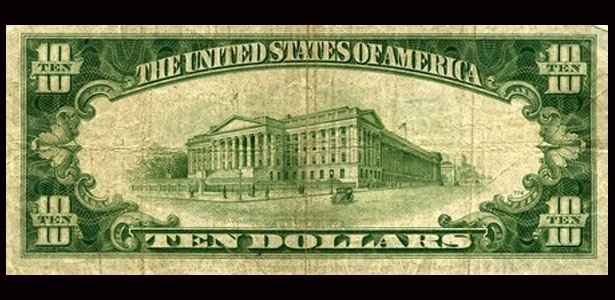 10 TEN 10
THE UNITED STATES OF AMERICA
10 TEN 10
10 TEN 10
TEN DOLLARS
10 TEN 10